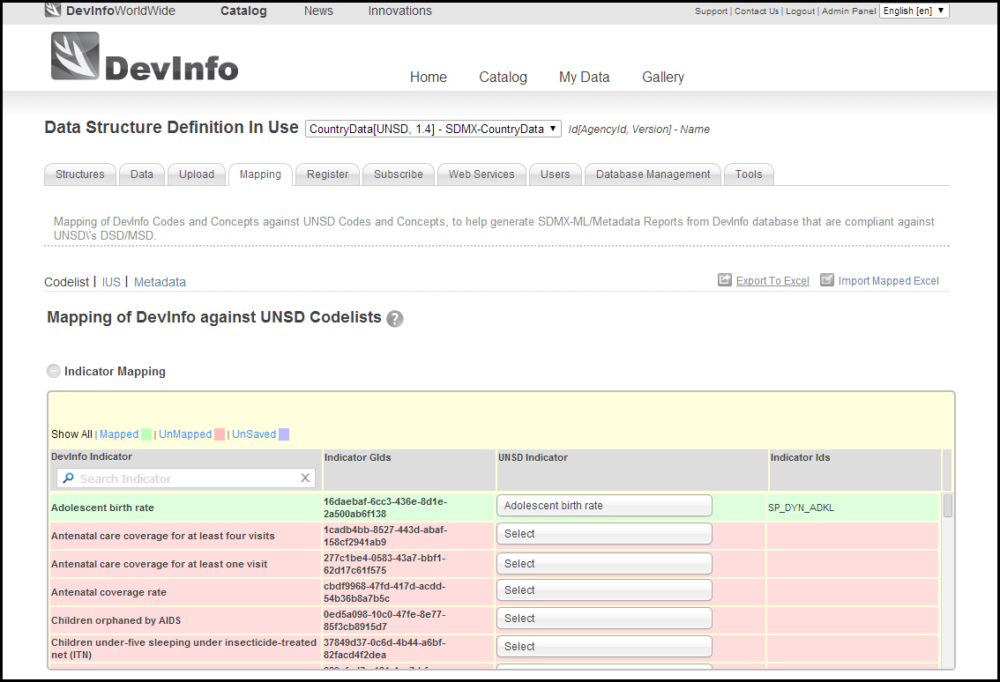 DevInfoWorldWide Catalog News Innovations Support | Contact Us | Logout | Admin Panel English [en]
DevInfo
Home Catalog My Data Gallery
Data Structure Definition In Use CountryData[UNSD, 1.4] - SDMX-CountryData Id[AgencyId, Version] - Name
Structures Data Upload Mapping Register Subscribe Web Services Users Database Management Tools
Mapping of DevInfo Codes and Concepts against UNSD Codes and Concepts, to help generate SDMX-ML/Metadata Reports from DevInfo database that are compliant against
UNSD\'s DSD/MSD.
Codelist | IUS | Metadata Export To Excel Import Mapped Excel
Mapping of DevInfo against UNSD Codelists ?
Indicator Mapping
Show All | Mapped | UnMapped | UnSaved
DevInfo Indicator Indicator GIds UNSD Indicator Indicator Ids
Search Indicator X
Adolescent birth rate 16daebaf-6cc3-436e-8d1e-
2a500ab6f138 Adolescent birth rate SP_DYN_ADKL
Antenatal care coverage for at least four visits 1cadb4bb-8527-443d-abaf-
158cf2941ab9 Select
Antenatal care coverage for at least one visit 277c1be4-0583-43a7-bbf1-
62d17c61f575 Select
Antenatal coverage rate cbdf9968-47fd-417d-acdd-
54b36b8a7b5c Select
Children orphaned by AIDS 0ed5a098-10c0-47fe-8e77-
85f3cb8915d7 Select
Children under-five sleeping under insecticide-treated 37849d37-0c6d-4b44-a6bf-
net (ITN) 82facd4f2dea Select